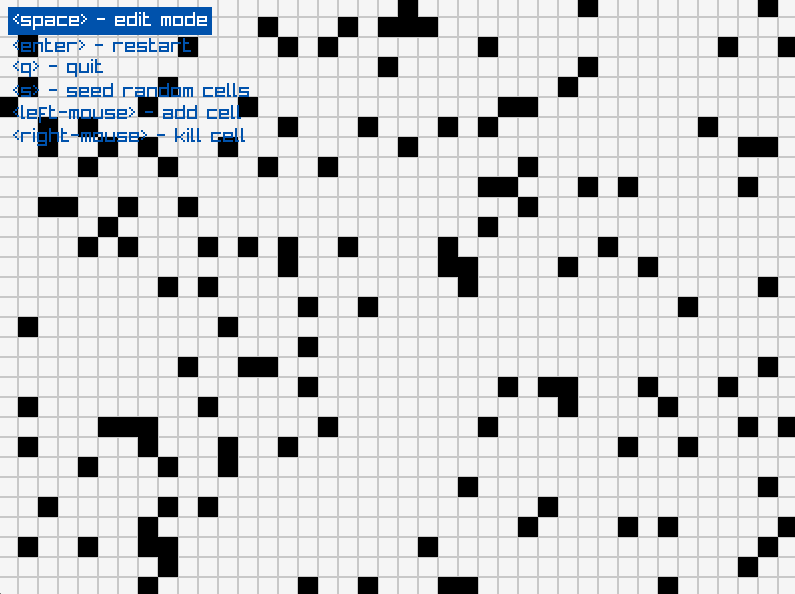 <space> - edit mode
<enter> - restart
<q> - quit
<s> - seed random cells
<left-mouse> - add cell
<right-mouse> - kill cell